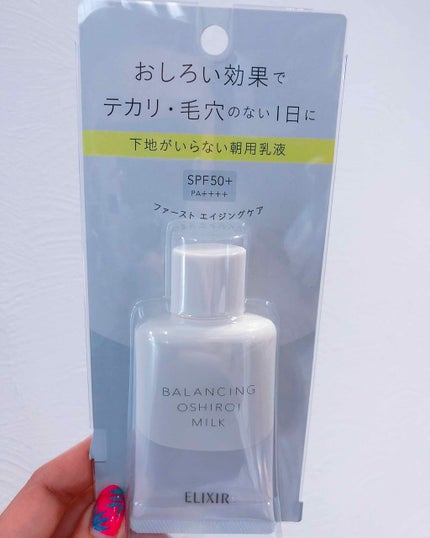 おしろい効果で
テカリ・毛穴のない1日に
下地がいらない朝用乳液
SPF50+
PA++++
ファースト エイジングケア
BALANCING
OSHIROI
MILK
ELIXIR